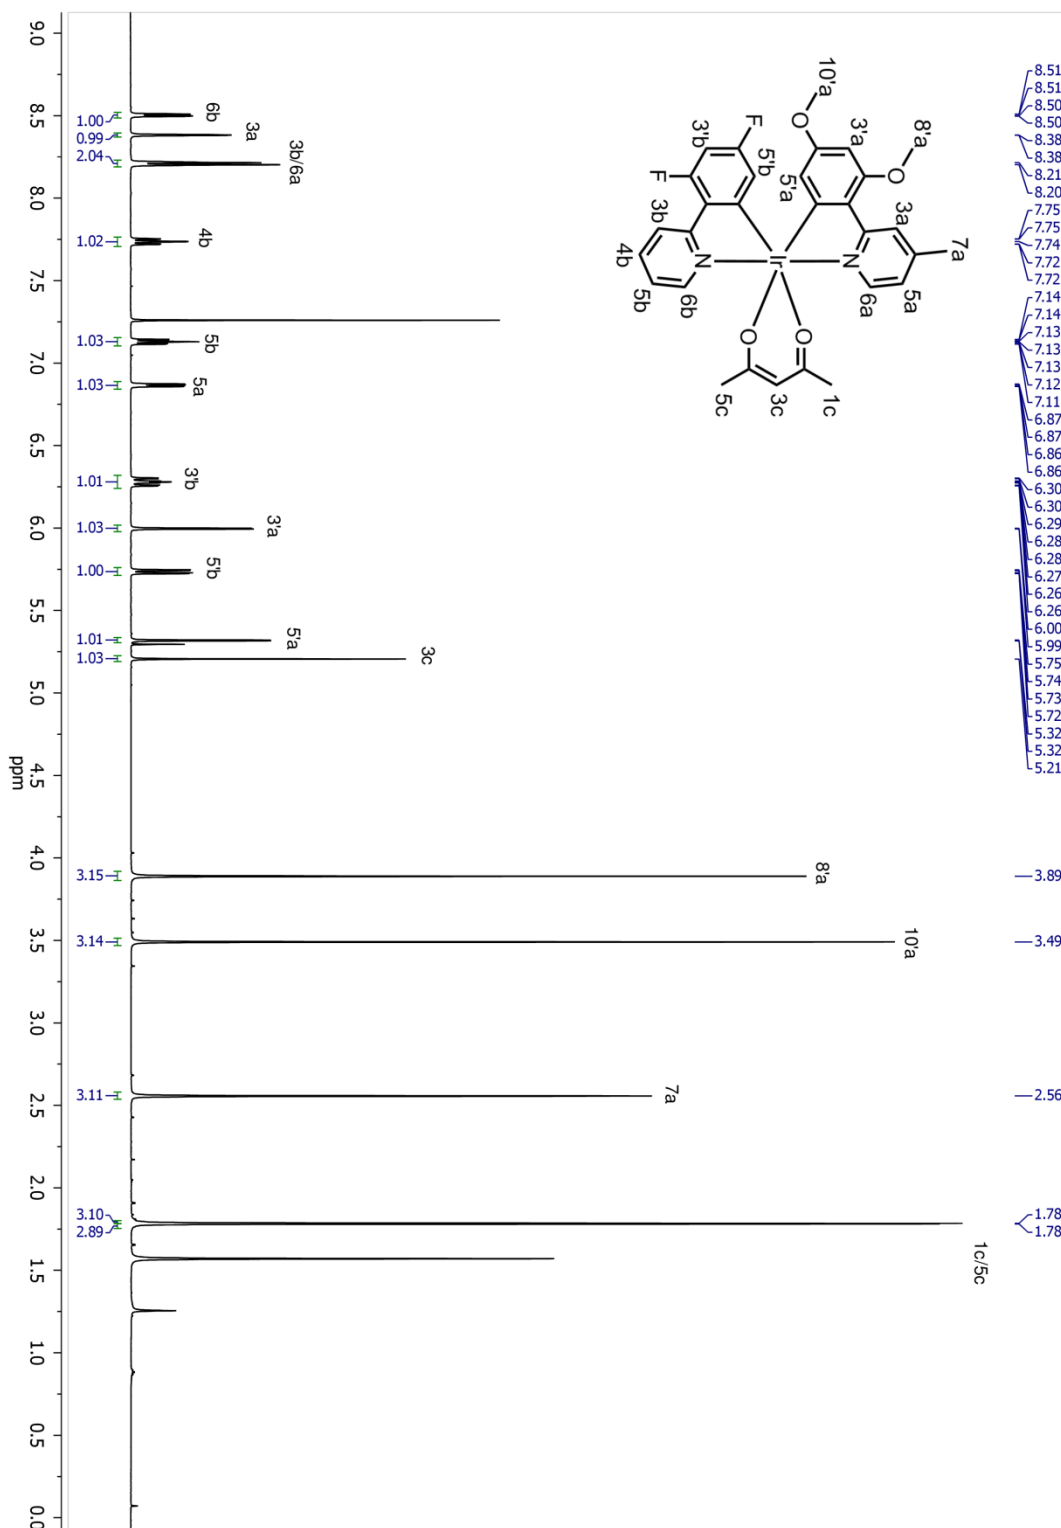 8.51
8.51
8.50
8.50
8.38
8.38
8.21
8.20
7.75
7.75
7.74
7.72
7.72
7.14
7.14
7.13
7.13
7.13
7.12
7.11
6.87
6.87
6.86
6.86
6.30
6.30
6.29
6.28
6.28
6.27
6.26
6.26
6.00
5.99
5.75
5.74
5.73
5.72
5.32
5.32
5.21
3.89
3.49
2.56
1.78
1.78
10'a
O
3'a
8'a
O
5'a
3a
7a
F
3'b
5'b
F
3b
4b
5b
6b
N
Ir
N
6a
5a
O
O
5c
3c
1c
6b
3a
3b/6a
4b
5b
5a
3'b
3'a
5'b
5'a
3c
8'a
10'a
7a
1c/5c
1.00
0.99
2.04
1.02
1.03
1.03
1.01
1.03
1.00
1.01
1.03
3.15
3.14
3.11
3.10
2.89
9.0
8.5
8.0
7.5
7.0
6.5
6.0
5.5
5.0
4.5
4.0
3.5
3.0
2.5
2.0
1.5
1.0
0.5
0.0
ppm